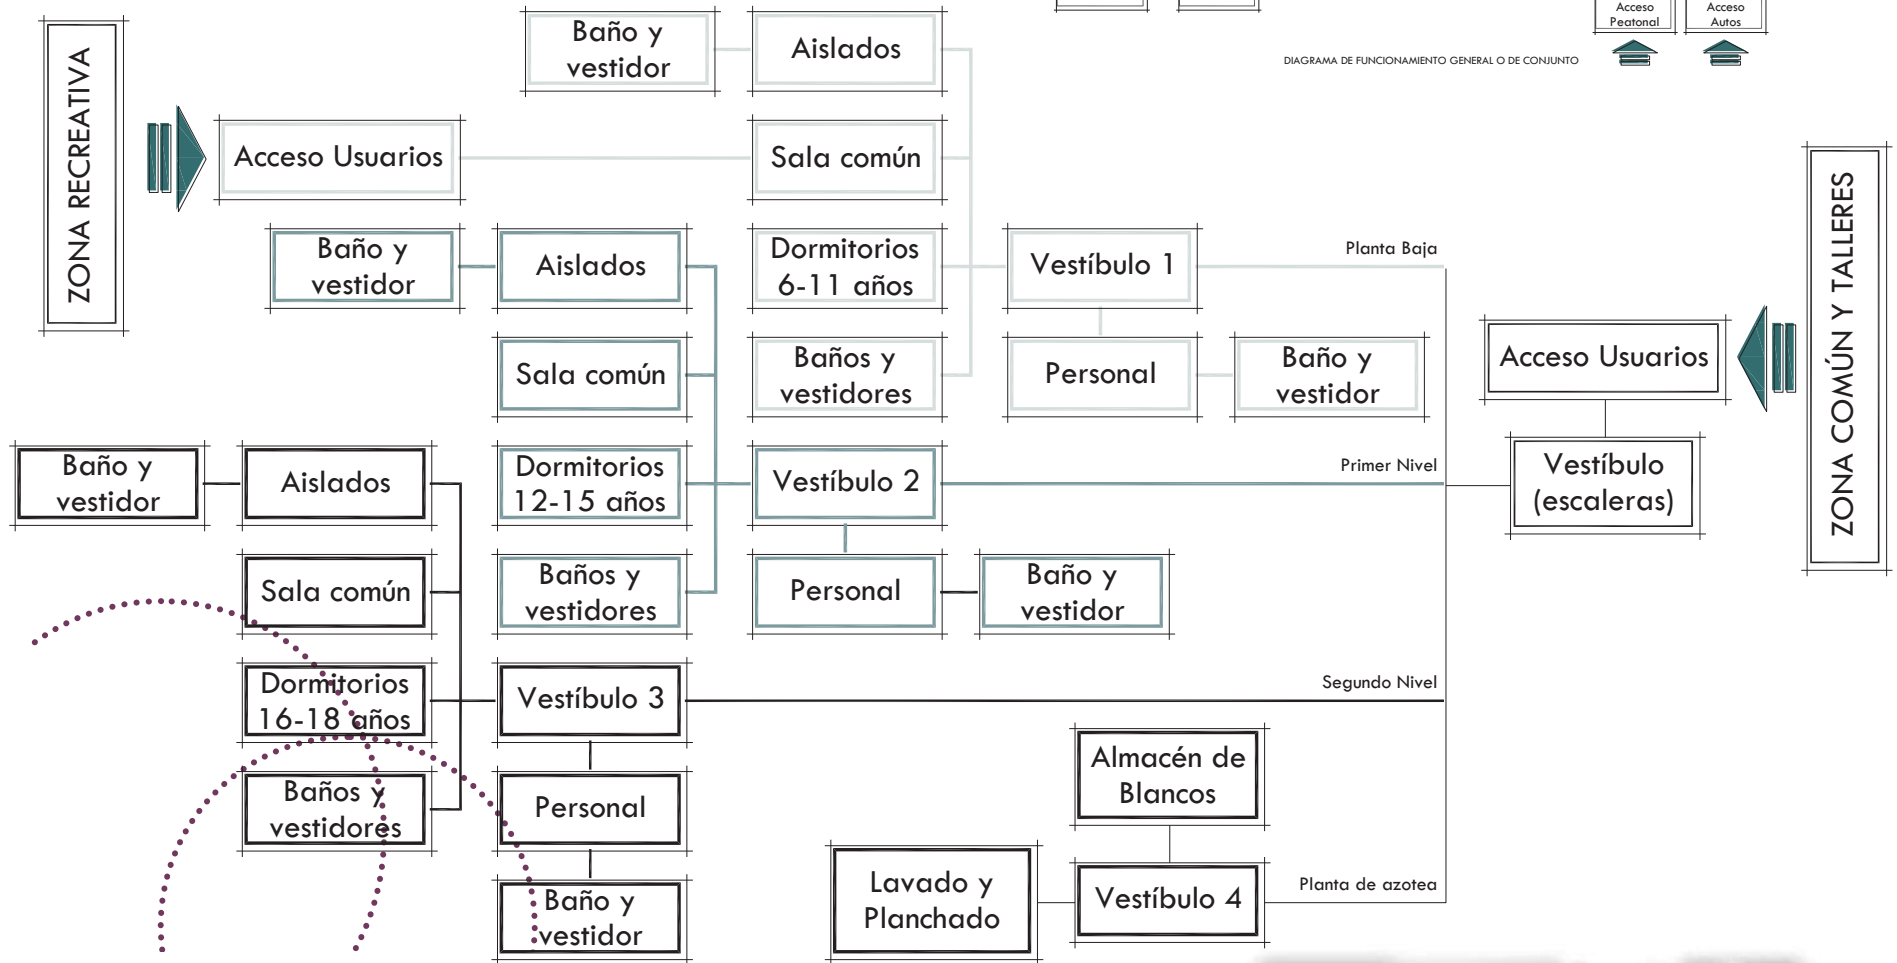 Acceso
Peatonal
Acceso
Autos
DIAGRAMA DE FUNCIONAMIENTO GENERAL O DE CONJUNTO
ZONA RECREATIVA
Baño y
vestidor
Aislados
Acceso Usuarios
Sala común
Baño y
vestidor
Aislados
Dormitorios
6-11 años
Vestíbulo 1
Planta Baja
Sala común
Baños y
vestidores
Personal
Baño y
vestidor
Acceso Usuarios
ZONA COMÚN Y TALLERES
Baño y
vestidor
Aislados
Dormitorios
12-15 años
Vestíbulo 2
Primer Nivel
Vestíbulo
(escaleras)
Sala común
Baños y
vestidores
Personal
Baño y
vestidor
Dormitorios
16-18 años
Vestíbulo 3
Segundo Nivel
Baños y
vestidores
Personal
Almacén de
Blancos
Baño y
vestidor
Lavado y
Planchado
Vestíbulo 4
Planta de azotea